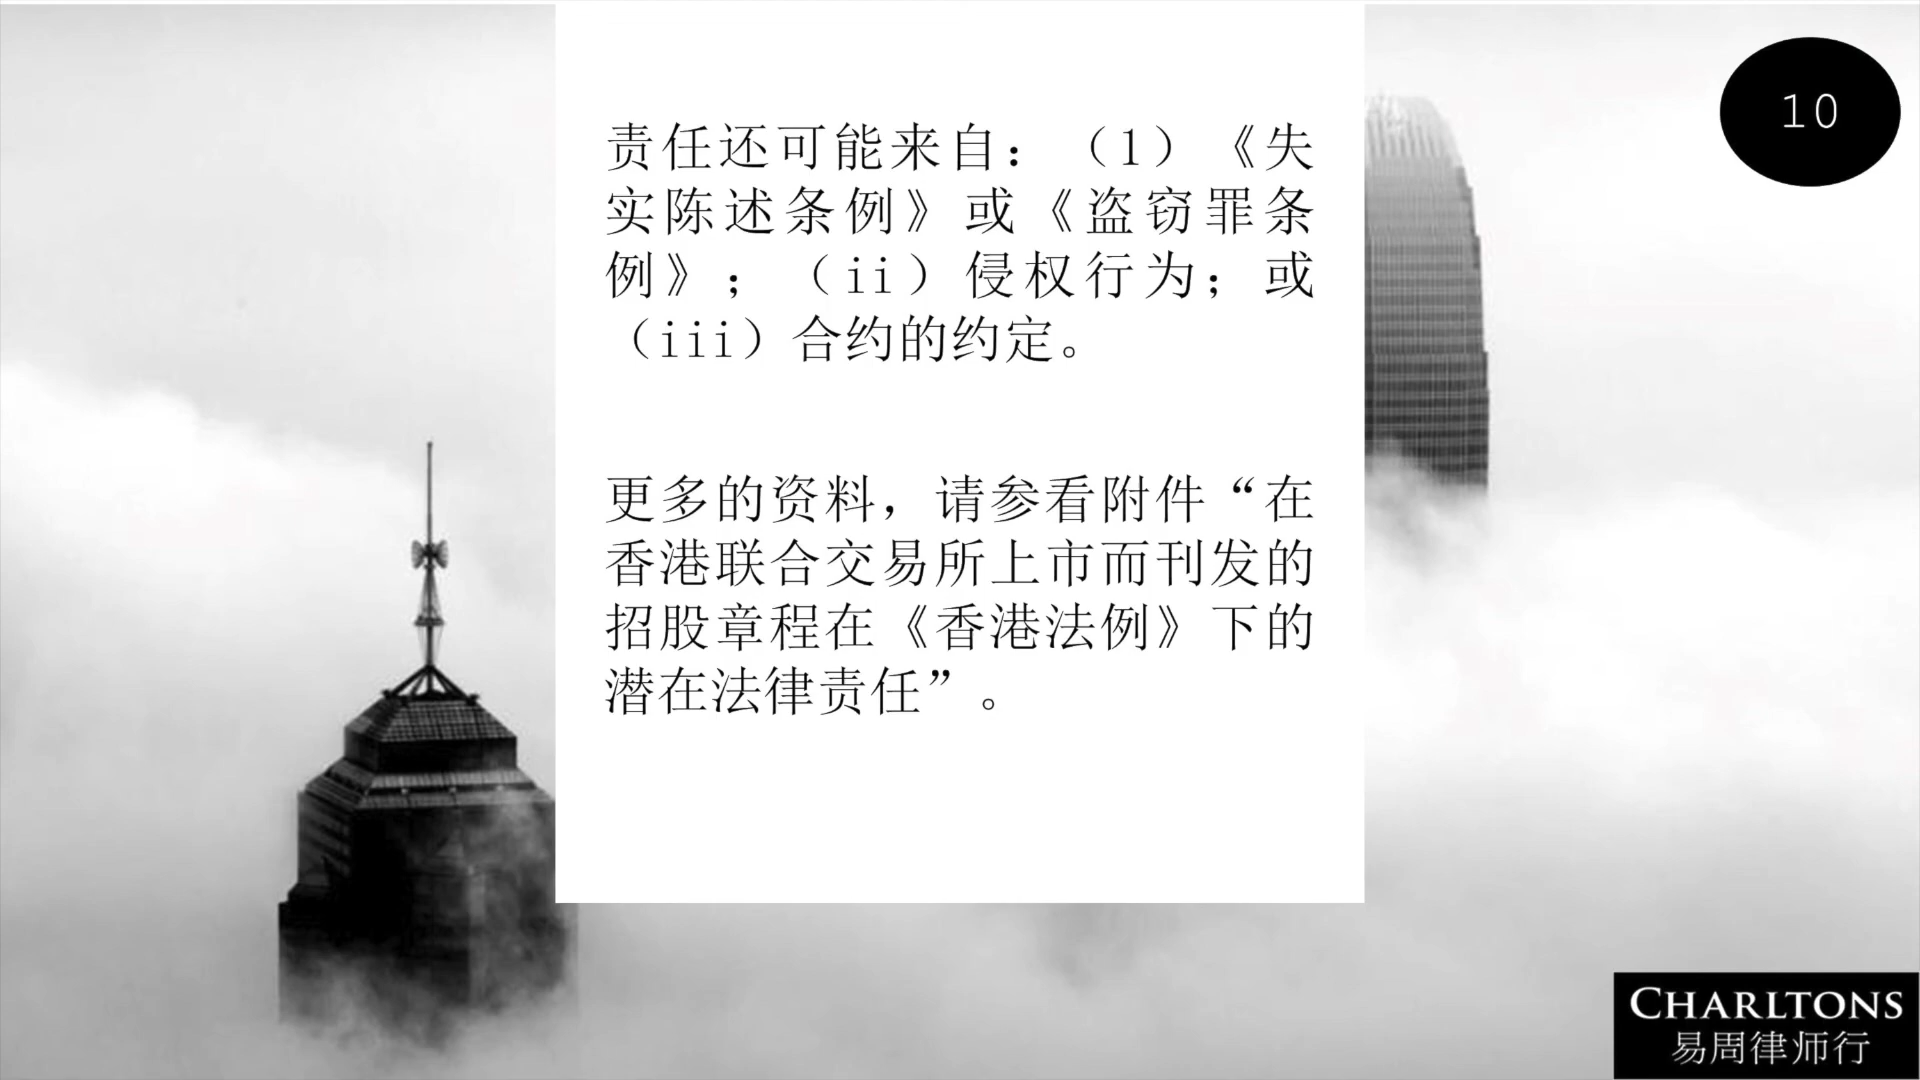 10
责任还可能来自：（1）《失
实陈述条例》或《盗窃罪条
例》；（ii）侵权行为；或
（iii）合约的约定。
更多的资料，请参看附件“在
香港联合交易所上市而刊发的
招股章程在《香港法例》下的
潜在法律责任”。
CHARLTONS
易周律师行